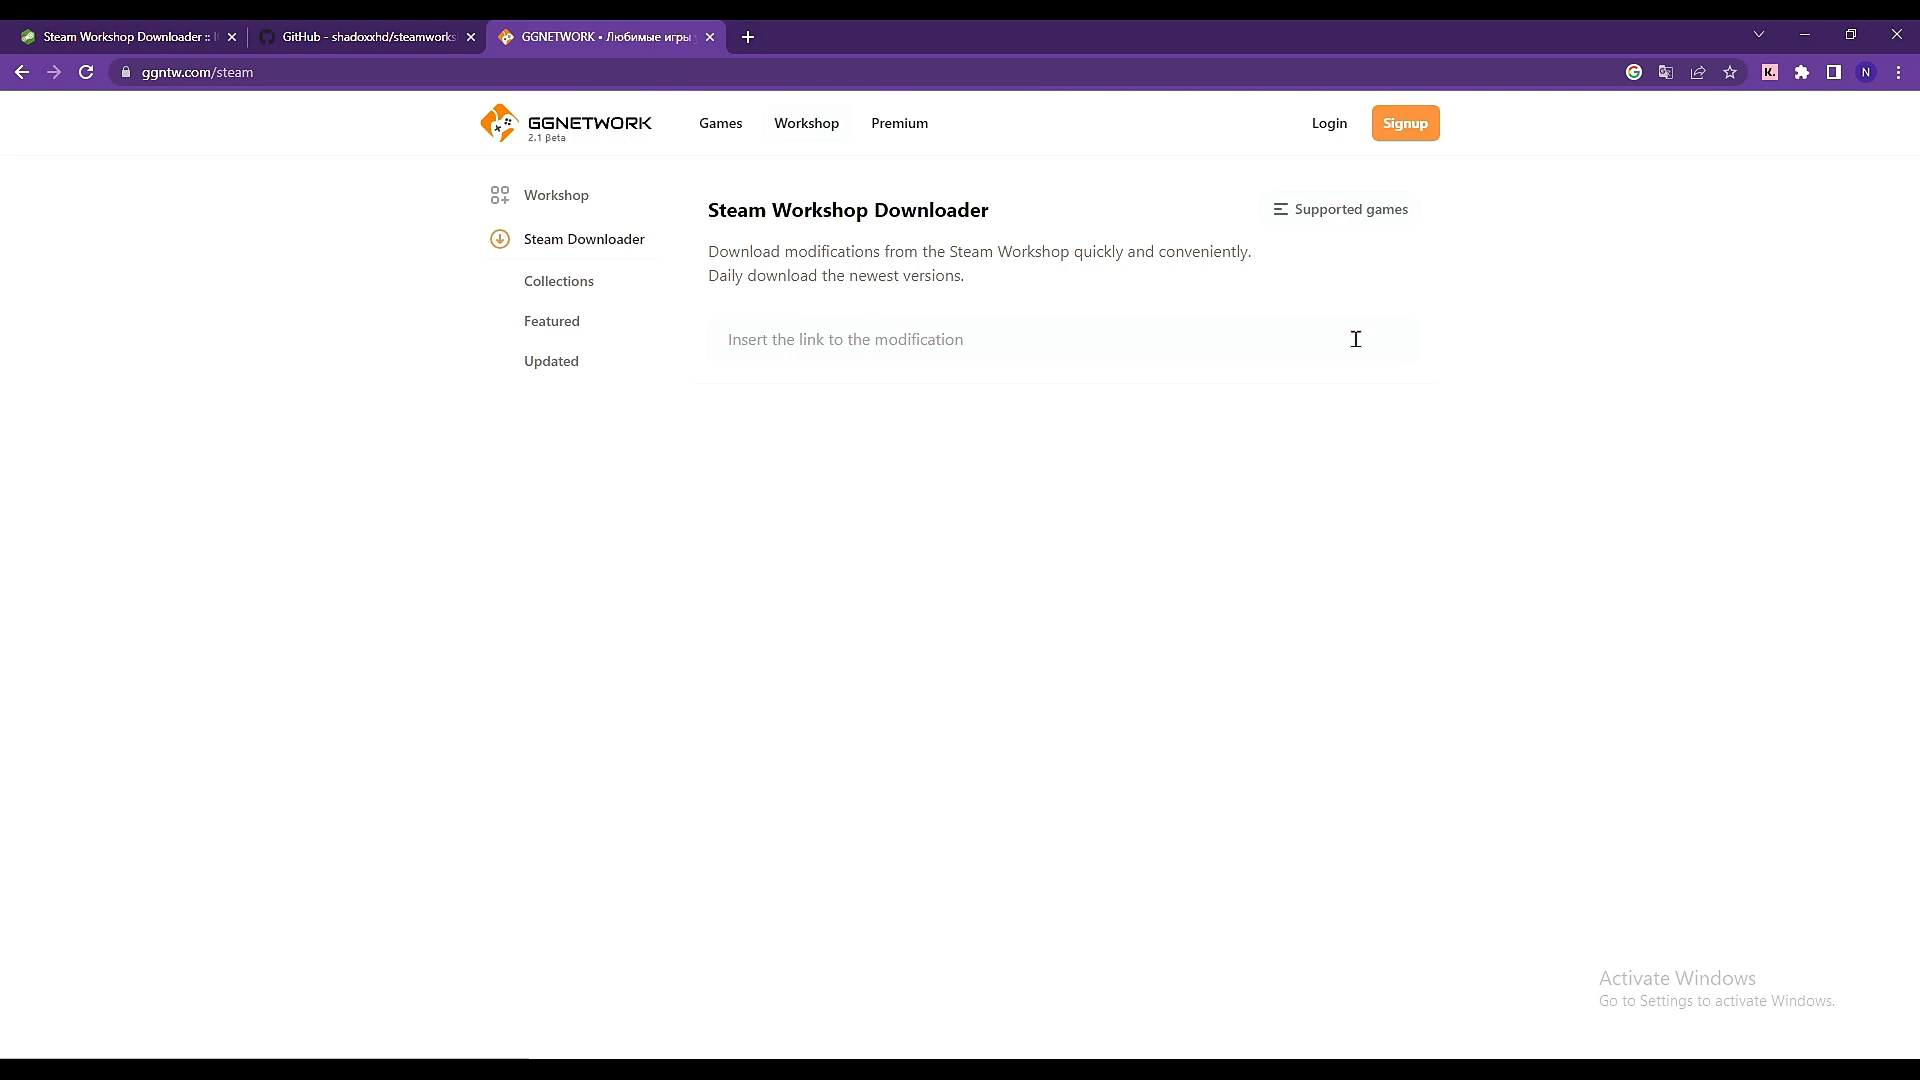 Steam Workshop Downloader ::
GitHub - shadoxxhd/steamworks
GGNETWORK • Любимые игры
ggntw.com/steam
K.
N
GGNETWORK
2.1 βeta
Games
Workshop
Premium
Login
Signup
Workshop
Steam Downloader
Collections
Featured
Updated
Steam Workshop Downloader
Supported games
Download modifications from the Steam Workshop quickly and conveniently.
Daily download the newest versions.
Insert the link to the modification
Activate Windows
Go to Settings to activate Windows.